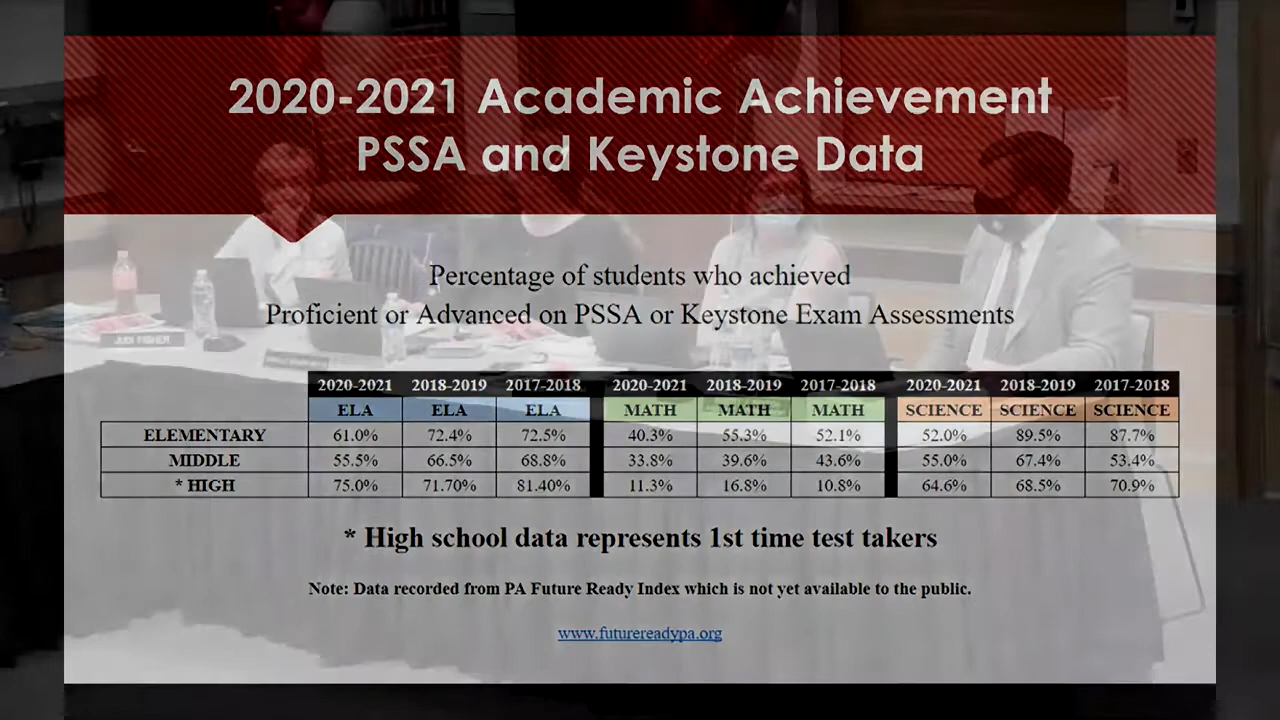 2020-2021 Academic Achievement
PSSA and Keystone Data
Percentage of students who achieved
Proficient or Advanced on PSSA or Keystone Exam Assessments
JUDI FISHER
2020-2021 2018-2019 2017-2018 2020-2021 2018-2019 2017-2018 2020-2021 2018-2019 2017-2018
ELA ELA ELA MATH MATH MATH SCIENCE SCIENCE SCIENCE
ELEMENTARY 61.0% 72.4% 72.5% 40.3% 55.3% 52.1% 52.0% 89.5% 87.7%
MIDDLE 55.5% 66.5% 68.8% 33.8% 39.6% 43.6% 55.0% 67.4% 53.4%
* HIGH 75.0% 71.70% 81.40% 11.3% 16.8% 10.8% 64.6% 68.5% 70.9%
* High school data represents 1st time test takers
Note: Data recorded from PA Future Ready Index which is not yet available to the public.
www.futurereadypa.org